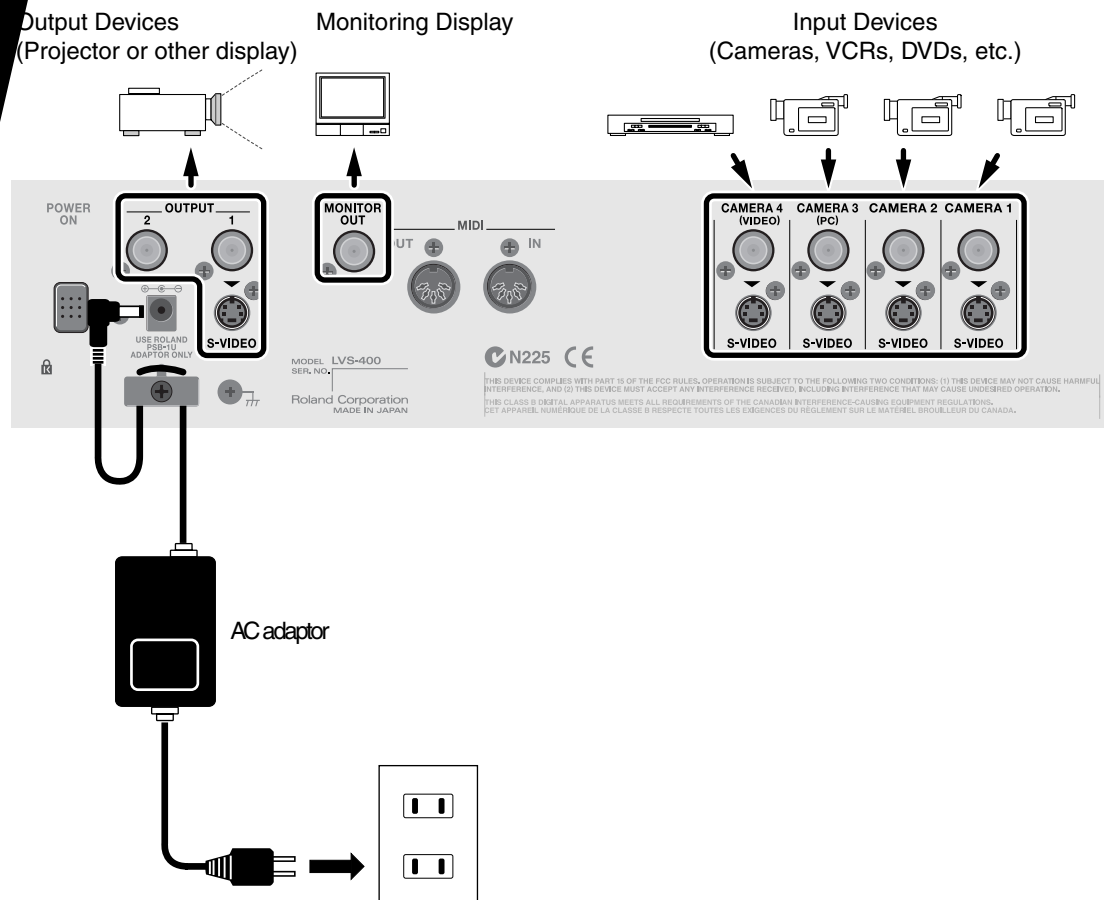 Output Devices
(Projector or other display)
Monitoring Display
Input Devices
(Cameras, VCRs, DVDs, etc.)
POWER
ON
OUTPUT
2
1
S-VIDEO
MONITOR
OUT
MIDI
UT
IN
CAMERA 4
(VIDEO)
CAMERA 3
(PC)
CAMERA 2
CAMERA 1
S-VIDEO
S-VIDEO
S-VIDEO
S-VIDEO
USE ROLAND
PSB-1U
ADAPTOR ONLY
K
MODEL LVS-400
SER. NO.
Roland Corporation
MADE IN JAPAN
N225 CE
THIS DEVICE COMPLIES WITH PART 15 OF THE FCC RULES. OPERATION IS SUBJECT TO THE FOLLOWING TWO CONDITIONS: (1) THIS DEVICE MAY NOT CAUSE HARMFUL
INTERFERENCE, AND (2) THIS DEVICE MUST ACCEPT ANY INTERFERENCE RECEIVED, INCLUDING INTERFERENCE THAT MAY CAUSE UNDESIRED OPERATION.
THIS CLASS B DIGITAL APPARATUS MEETS ALL REQUIREMENTS OF THE CANADIAN INTERFERENCE-CAUSING EQUIPMENT REGULATIONS.
CET APPAREIL NUMÉRIQUE DE LA CLASSE B RESPECTE TOUTES LES EXIGENCES DU RÈGLEMENT SUR LE MATÉRIEL BROUILLEUR DU CANADA.
AC adaptor